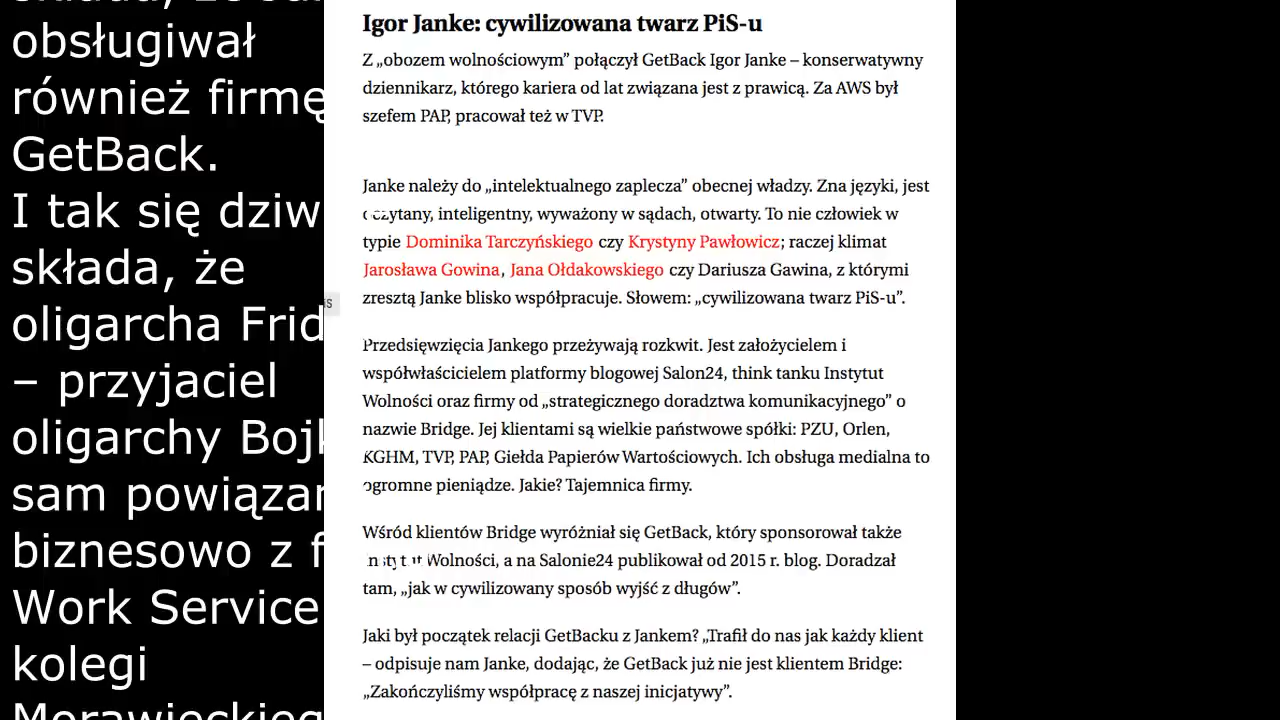 obsługiwał
również firmę
GetBack.
I tak się
składa, że
oligarcha
– przyjaciel
oligarchy
sam
biznesowo z
Work Service
kolegi
Igor Janke: cywilizowana twarz PiS-u
Z „obozem wolnościowym” połączył GetBack Igor Janke – konserwatywny
dziennikarz, którego kariera od lat związana jest z prawicą. Za AWS był
szefem PAP, pracował też w TVP.
Janke należy do „intelektualnego zaplecza” obecnej władzy. Zna języki, jest
oczytany, inteligentny, wyważony w sądach, otwarty. To nie człowiek w
typie Dominika Tarczyńskiego czy Krystyny Pawłowicz; raczej klimat
Jarosława Gowina, Jana Ołdakowskiego czy Dariusza Gawina, z którymi
zresztą Janke blisko współpracuje. Słowem: „cywilizowana twarz PiS-u”.
Przedsięwzięcia Jankego przeżywają rozkwit. Jest założycielem i
współwłaścicielem platformy blogowej Salon24, think tanku Instytut
Wolności oraz firmy od „strategicznego doradztwa komunikacyjnego” o
nazwie Bridge. Jej klientami są wielkie państwowe spółki: PZU, Orlen,
KGHM, TVP, PAP, Giełda Papierów Wartościowych. Ich obsługa medialna to
ogromne pieniądze. Jakie? Tajemnica firmy.
Wśród klientów Bridge wyróżniał się GetBack, który sponsorował także
Instytut Wolności, a na Salonie24 publikował od 2015 r. blog. Doradzał
tam, „jak w cywilizowany sposób wyjść z długów”.
Jaki był początek relacji GetBacku z Jankem? „Trafił do nas jak każdy klient
– odpisuje nam Janke, dodając, że GetBack już nie jest klientem Bridge:
„Zakończyliśmy współpracę z naszej inicjatywy”.